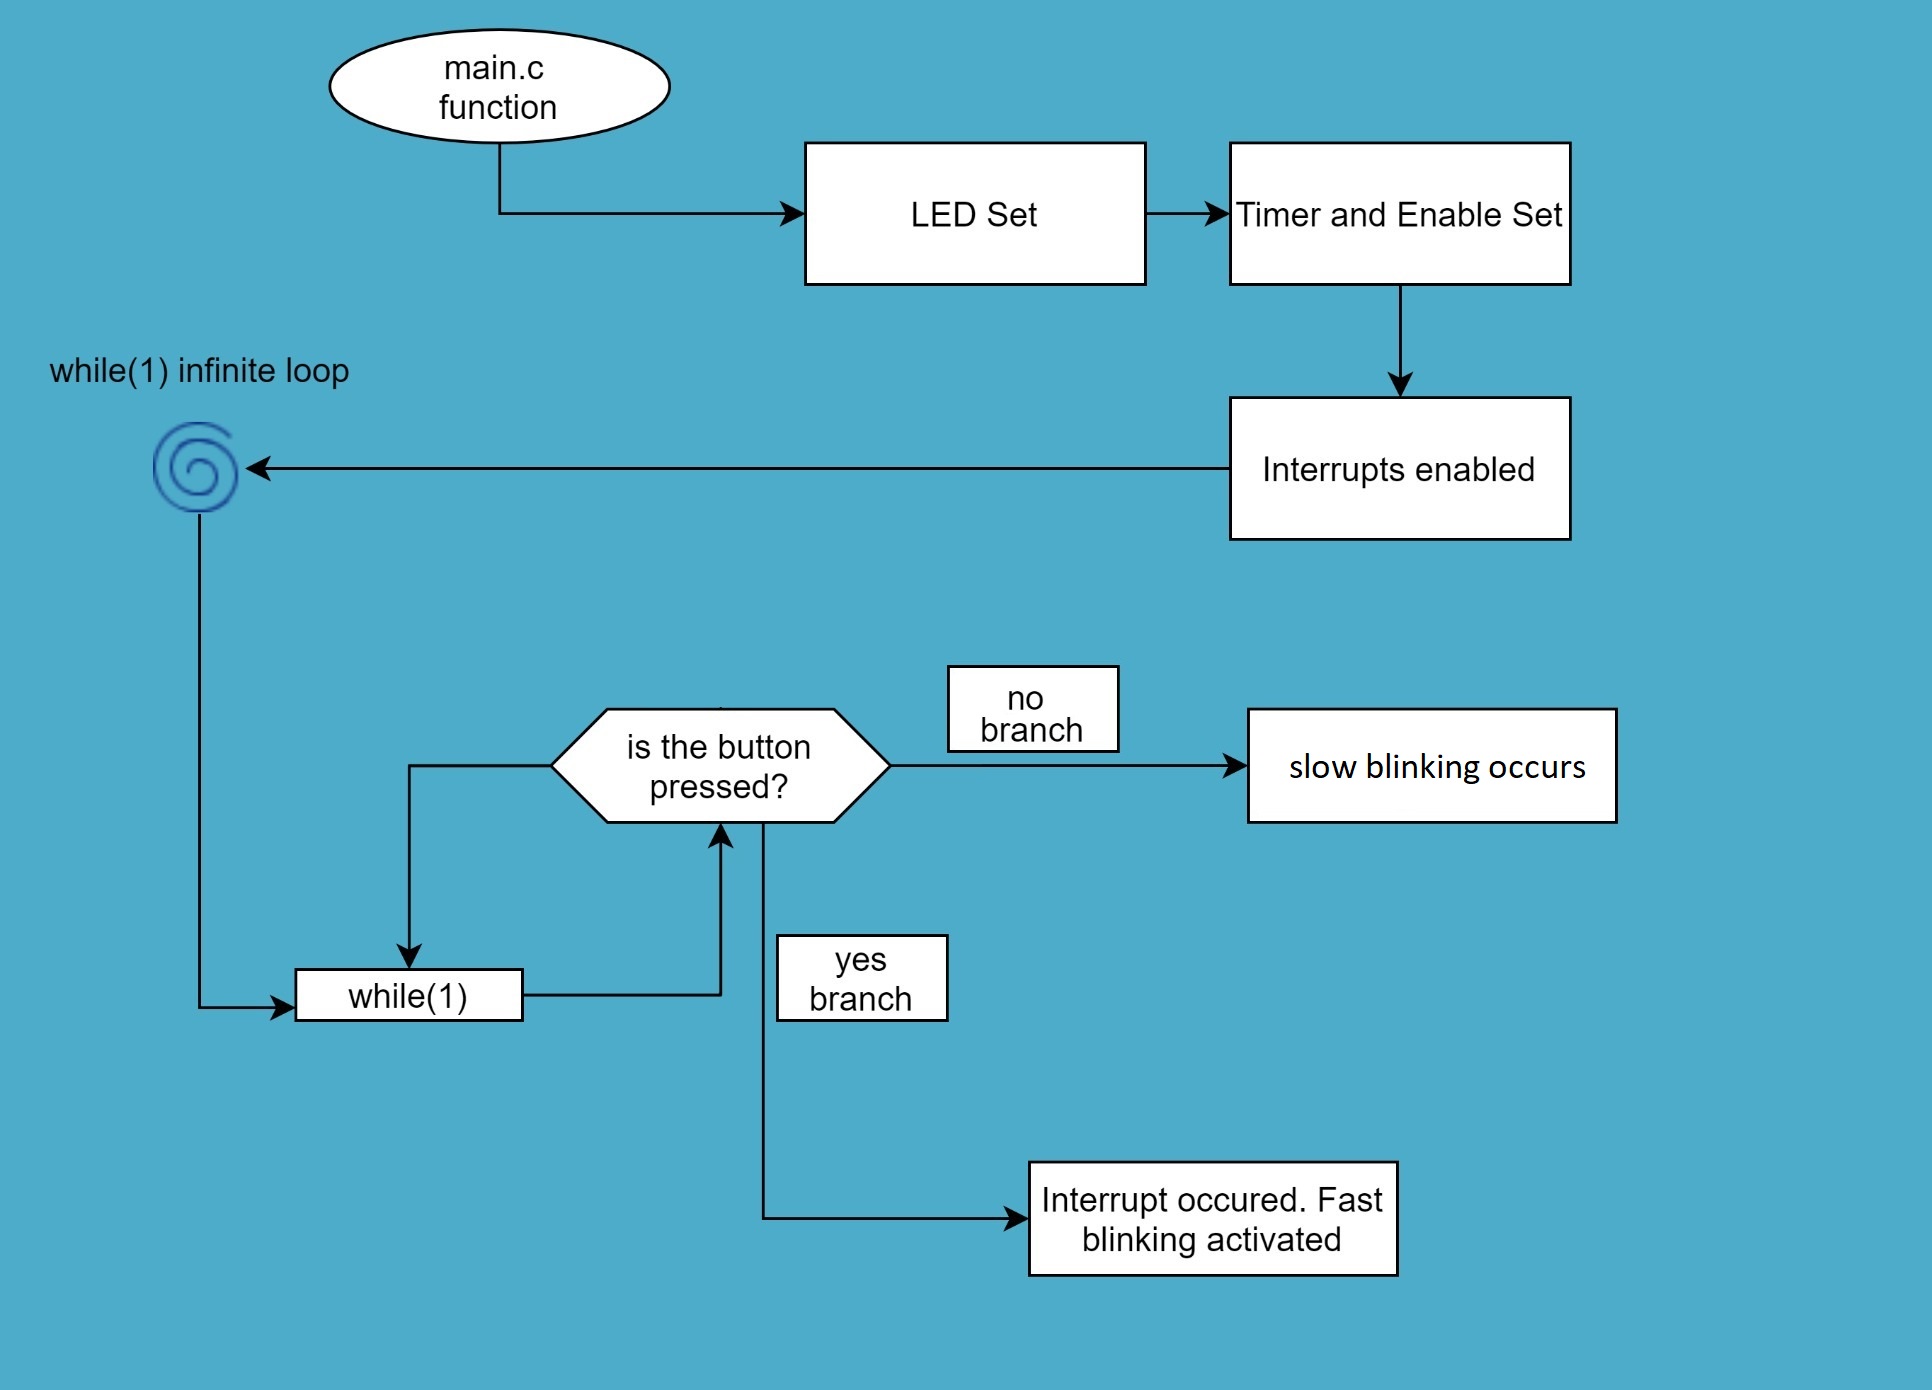 main.c
function
LED Set
Timer and Enable Set
while(1) infinite loop
Interrupts enabled
no
branch
is the button
pressed?
slow blinking occurs
yes
branch
while(1)
Interrupt occured. Fast
blinking activated